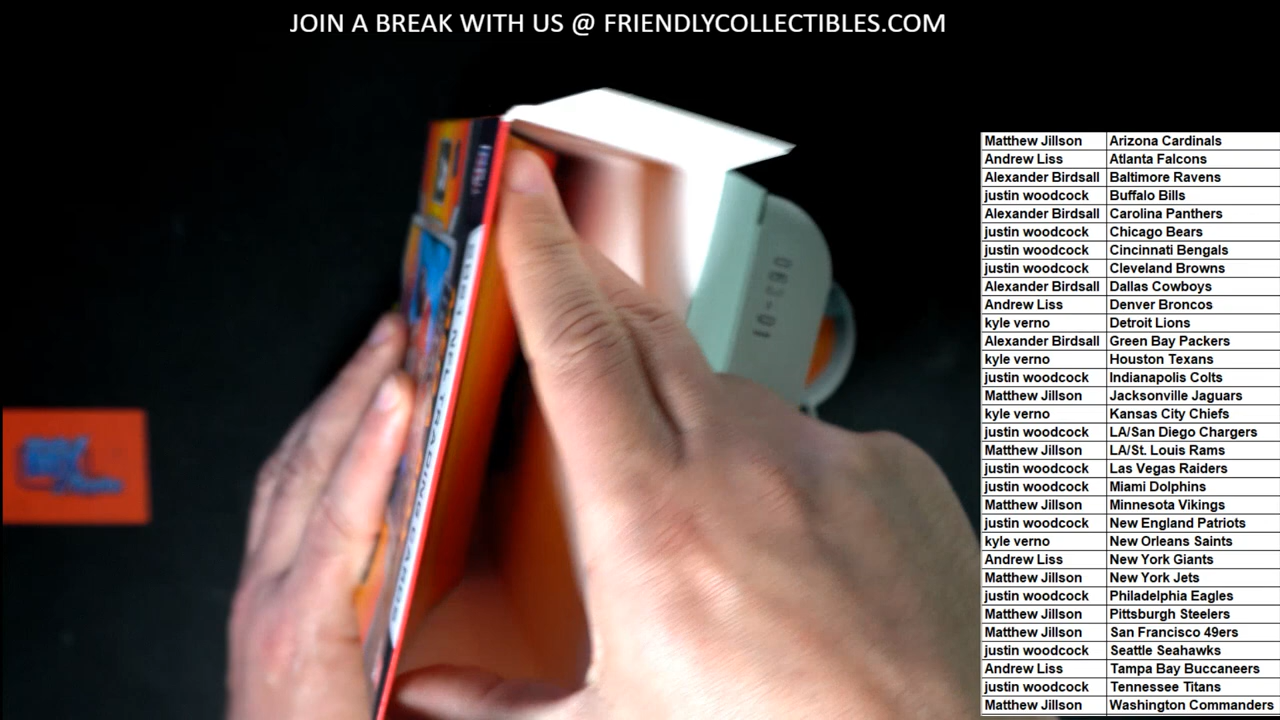 JOIN A BREAK WITH US @ FRIENDLYCOLLECTIBLES.COM
Matthew Jillson Arizona Cardinals
Andrew Liss Atlanta Falcons
Alexander Birdsall Baltimore Ravens
justin woodcock Buffalo Bills
Alexander Birdsall Carolina Panthers
justin woodcock Chicago Bears
justin woodcock Cincinnati Bengals
justin woodcock Cleveland Browns
Alexander Birdsall Dallas Cowboys
Andrew Liss Denver Broncos
kyle verno Detroit Lions
Alexander Birdsall Green Bay Packers
kyle verno Houston Texans
justin woodcock Indianapolis Colts
Matthew Jillson Jacksonville Jaguars
kyle verno Kansas City Chiefs
justin woodcock LA/San Diego Chargers
Matthew Jillson LA/St. Louis Rams
justin woodcock Las Vegas Raiders
justin woodcock Miami Dolphins
Matthew Jillson Minnesota Vikings
justin woodcock New England Patriots
kyle verno New Orleans Saints
Andrew Liss New York Giants
Matthew Jillson New York Jets
justin woodcock Philadelphia Eagles
Matthew Jillson Pittsburgh Steelers
Matthew Jillson San Francisco 49ers
justin woodcock Seattle Seahawks
Andrew Liss Tampa Bay Buccaneers
justin woodcock Tennessee Titans
Matthew Jillson Washington Commanders
NFL TRADING CARDS